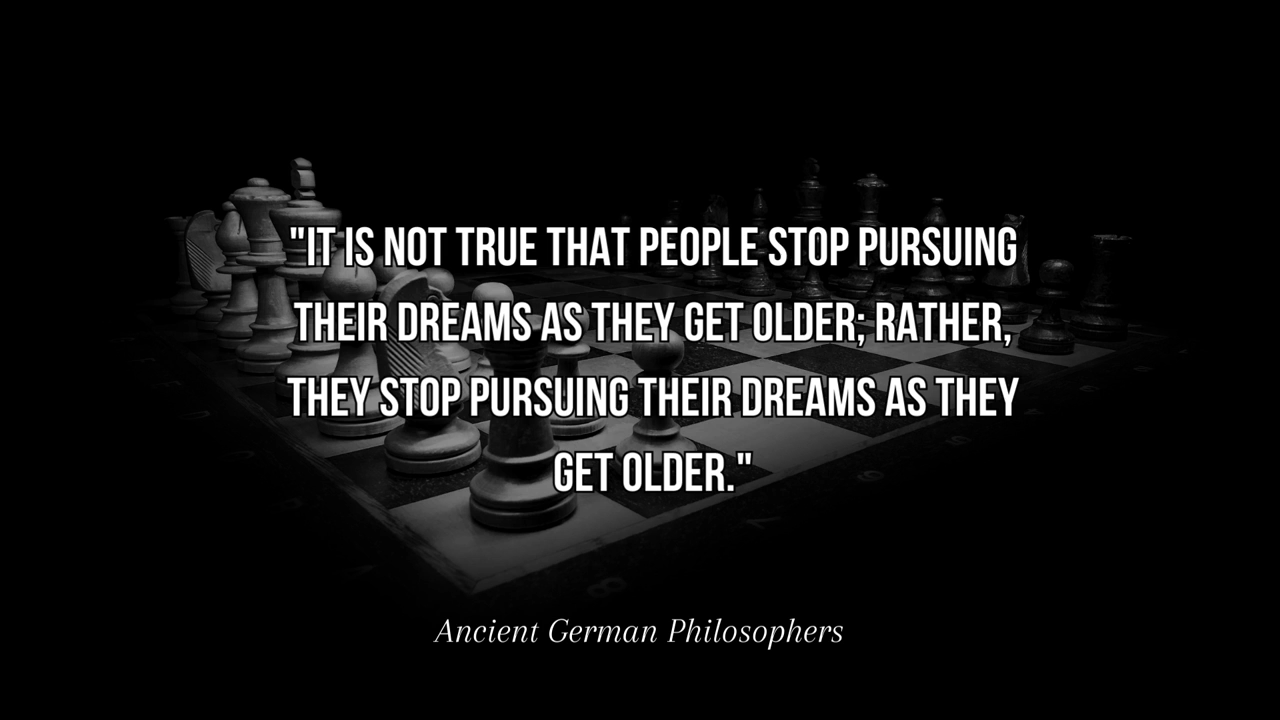 "IT IS NOT TRUE THAT PEOPLE STOP PURSUING
THEIR DREAMS AS THEY GET OLDER; RATHER,
THEY STOP PURSUING THEIR DREAMS AS THEY
GET OLDER."
Ancient German Philosophers